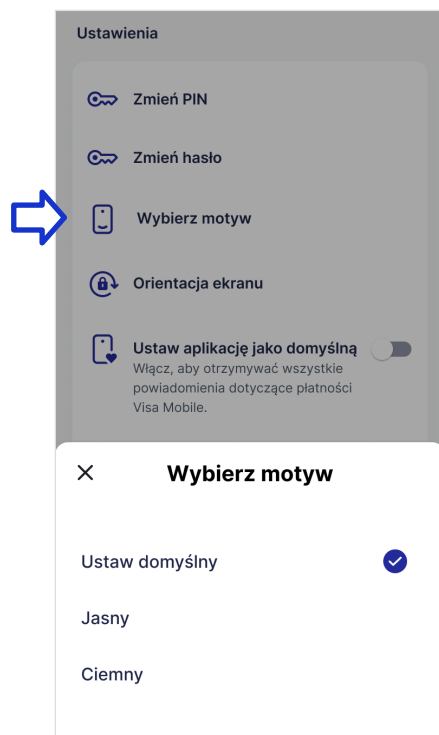 Ustawienia
Zmień PIN
Zmień hasło
Wybierz motyw
Orientacja ekranu
Ustaw aplikację jako domyślną
Włącz, aby otrzymywać wszystkie
powiadomienia dotyczące płatności
Visa Mobile.
Wybierz motyw
Ustaw domyślny
Jasny
Ciemny